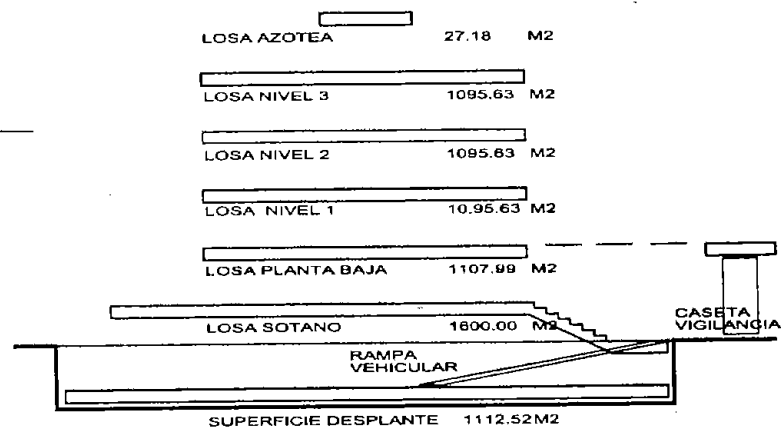 LOSA AZOTEA 27.18 M2
LOSA NIVEL 3 1095.63 M2
LOSA NIVEL 2 1095.63 M2
LOSA NIVEL 1 10.95.63 M2
LOSA PLANTA BAJA 1107.99 M2
LOSA SOTANO 1600.00 M2
CASETA
VIGILANCIA
RAMPA
VEHICULAR
SUPERFICIE DESPLANTE 1112.52M2